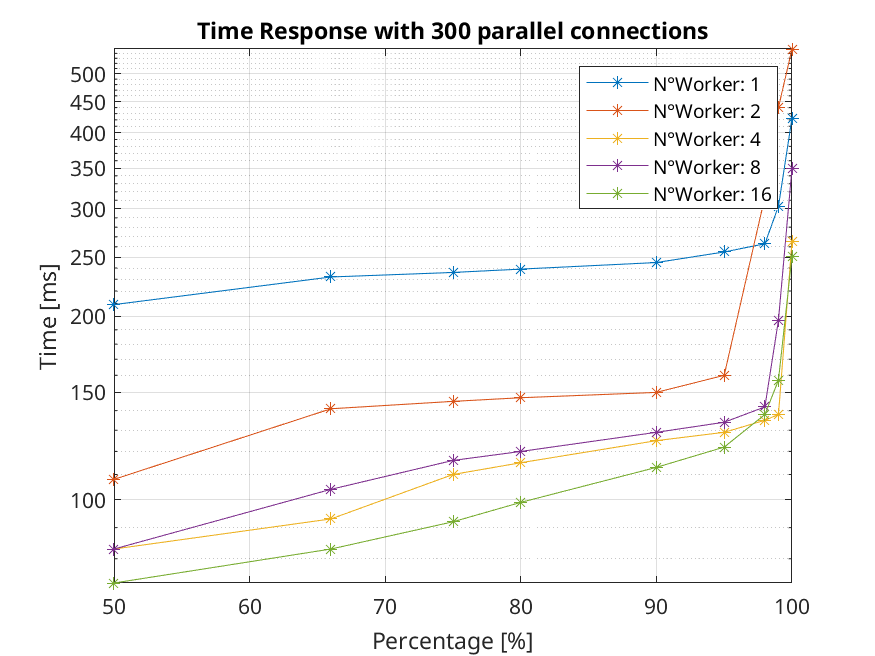 Time Response with 300 parallel connections
500
450
400
350
300
250
200
150
100
Time [ms]
N°Worker: 1
N°Worker: 2
N°Worker: 4
N°Worker: 8
N°Worker: 16
50 60 70 80 90 100
Percentage [%]